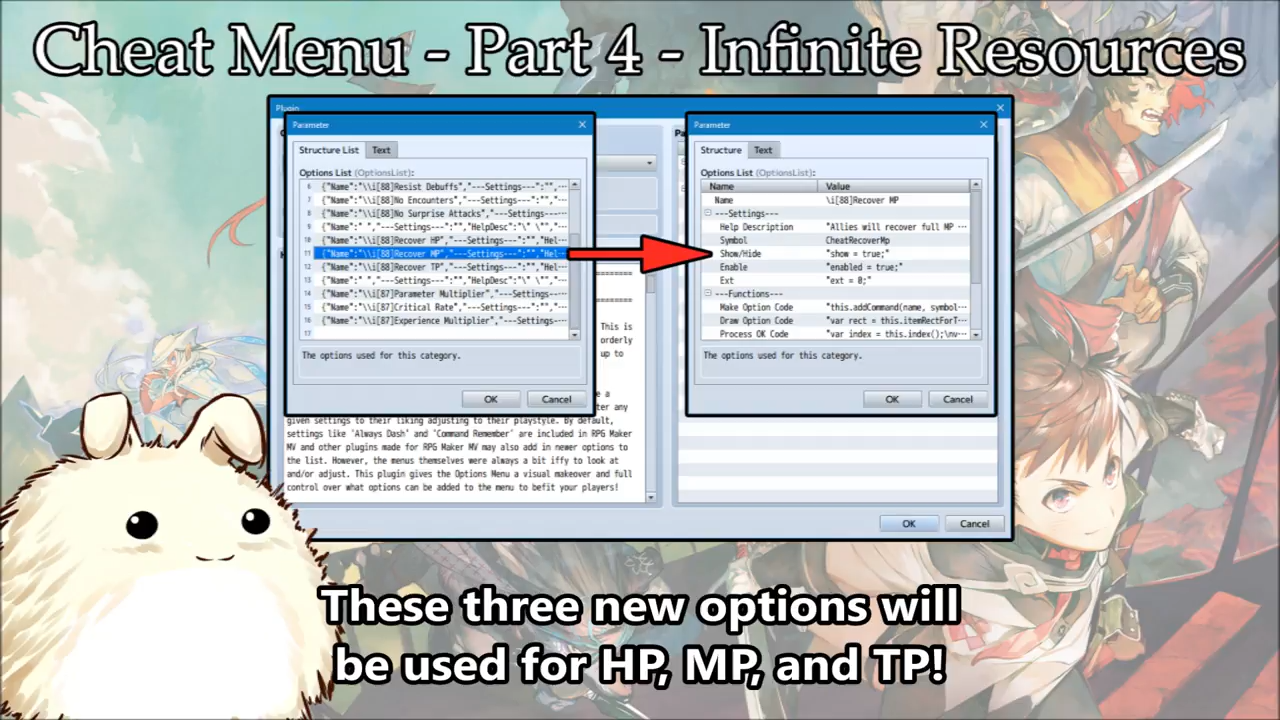 Cheat Menu - Part 4 - Infinite Resources
Plugin
Parameter
Structure List
Text
Options List (OptionsList):
6 {"Name":"\\i[88]Resist Debuffs","---Settings---":"","···
7 {"Name":"\\i[88]No Encounters","---Settings---":"","···
8 {"Name":"\\i[88]No Surprise Attacks","---Settings---···
9 {"Name":" ","---Settings---":"","HelpDesc":"\" \"","···
10 {"Name":"\\i[88]Recover HP","---Settings---":"","Hel···
11 {"Name":"\\i[88]Recover MP","---Settings---":"","Hel···
12 {"Name":"\\i[88]Recover TP","---Settings---":"","Hel···
13 {"Name":" ","---Settings---":"","HelpDesc":"\" \"","···
14 {"Name":"\\i[87]Parameter Multiplier","---Settings--···
15 {"Name":"\\i[87]Critical Rate","---Settings---":"",···
16 {"Name":"\\i[87]Experience Multiplier","---Settings-···
17
The options used for this category.
OK
Cancel
Pa
Parameter
Structure
Text
Options List (OptionsList):
Name Value
Name \i[88]Recover MP
---Settings---
Help Description "Allies will recover full MP ···
Symbol CheatRecoverMp
Show/Hide "show = true;"
Enable "enabled = true;"
Ext "ext = 0;"
---Functions---
Make Option Code "this.addCommand(name, symbol···
Draw Option Code "var rect = this.itemRectForT···
Process OK Code "var index = this.index();\nv···
The options used for this category.
OK
Cancel
========
========
This is
orderly
up to
e a
ter any
given settings to their liking adjusting to their playstyle. By default,
settings like 'Always Dash' and 'Command Remember' are included in RPG Maker
MV and other plugins made for RPG Maker MV may also add in newer options to
the list. However, the menus themselves were always a bit iffy to look at
and/or adjust. This plugin gives the Options Menu a visual makeover and full
control over what options can be added to the menu to befit your players!
OK
Cancel
These three new options will
be used for HP, MP, and TP!